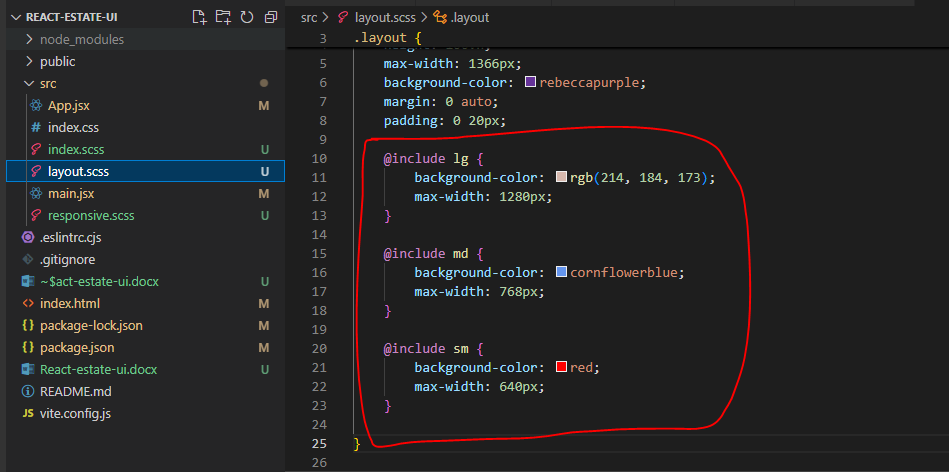 REACT-ESTATE-UI
node_modules
public
src
App.jsx M
index.css
index.scss U
layout.scss U
main.jsx M
responsive.scss U
.eslintrc.cjs
.gitignore
~$act-estate-ui.docx U
index.html M
package-lock.json M
package.json M
React-estate-ui.docx U
README.md
vite.config.js
src > layout.scss > .layout
3 .layout {
5 max-width: 1366px;
6 background-color: rebeccapurple;
7 margin: 0 auto;
8 padding: 0 20px;
9
10 @include lg {
11 background-color: rgb(214, 184, 173);
12 max-width: 1280px;
13 }
14
15 @include md {
16 background-color: cornflowerblue;
17 max-width: 768px;
18 }
19
20 @include sm {
21 background-color: red;
22 max-width: 640px;
23 }
24
25 }
26